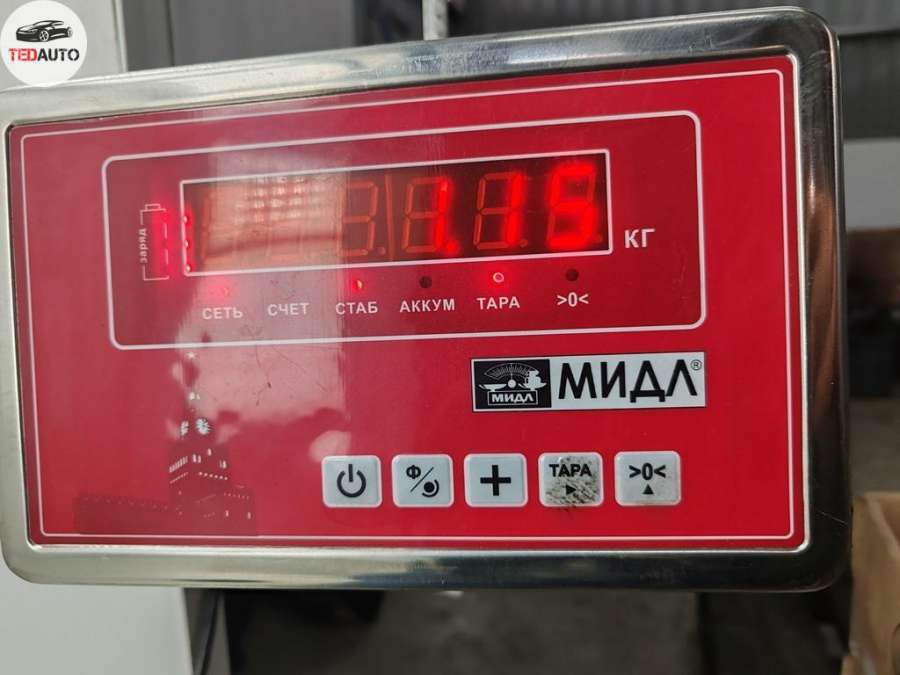 TEDAUTO
заряд
1.15
КГ
СЕТЬ СЧЕТ СТАБ АККУМ ТАРА >0<
МИДЛ МИДЛ®
Ф + ТАРА >0<